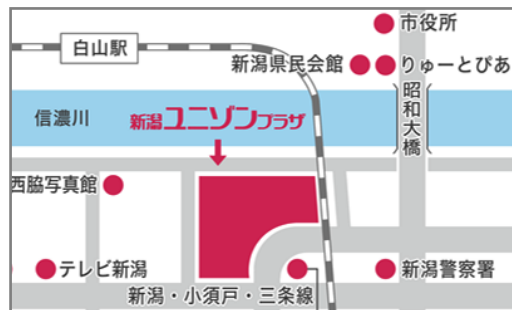 市役所
白山駅
新潟県民会館
りゅーとぴあ
昭和大橋
信濃川
新潟ユニゾンプラザ
西脇写真館
テレビ新潟
新潟警察署
新潟・小須戸・三条線